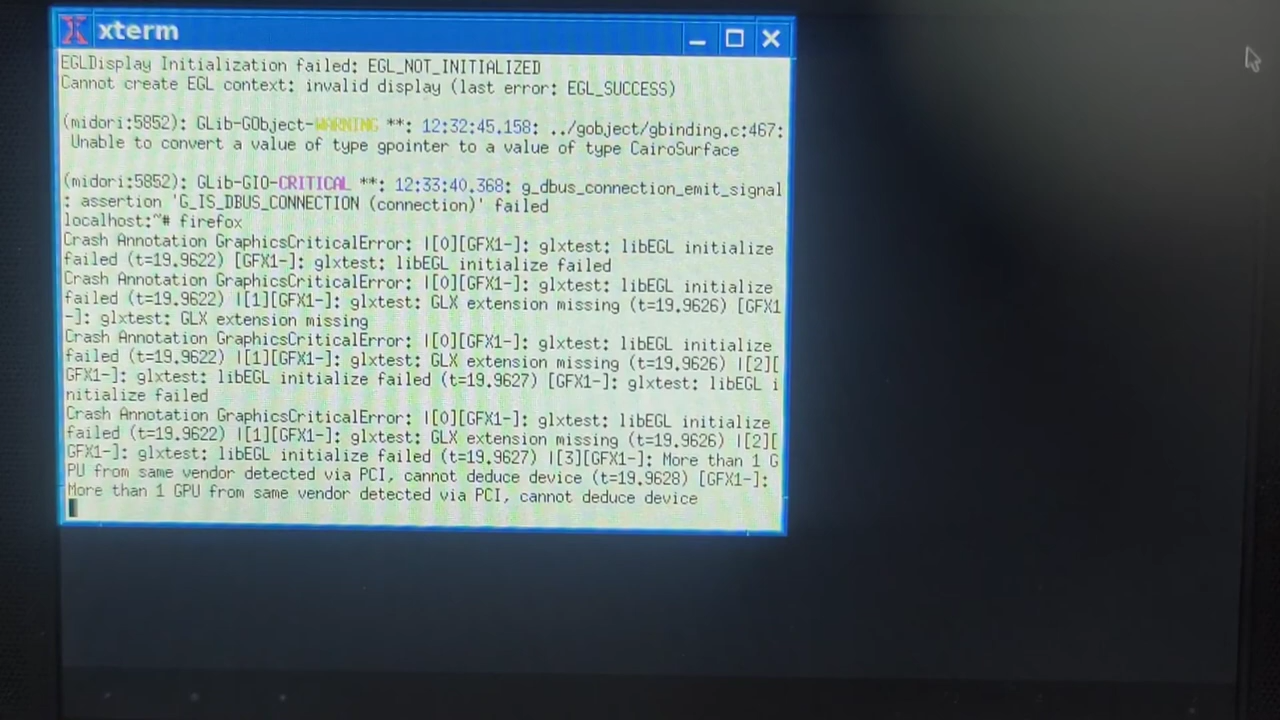 xterm
EGLDisplay Initialization failed: EGL_NOT_INITIALIZED
Cannot create EGL context: invalid display (last error: EGL_SUCCESS)
(midori:5852): GLib-GObject-WARNING **: 12:32:45.158: ../gobject/gbinding.c:467:
Unable to convert a value of type gpointer to a value of type CairoSurface
(midori:5852): GLib-GIO-CRITICAL **: 12:33:40.368: g_dbus_connection_emit_signal
: assertion 'G_IS_DBUS_CONNECTION (connection)' failed
localhost:~# firefox
Crash Annotation GraphicsCriticalError: |[0][GFX1-]: glxtest: libEGL initialize
failed (t=19.9622) [GFX1-]: glxtest: libEGL initialize failed
Crash Annotation GraphicsCriticalError: |[0][GFX1-]: glxtest: libEGL initialize
failed (t=19.9622) |[1][GFX1-]: glxtest: GLX extension missing (t=19.9626) [GFX1
-]: glxtest: GLX extension missing
Crash Annotation GraphicsCriticalError: |[0][GFX1-]: glxtest: libEGL initialize
failed (t=19.9622) |[1][GFX1-]: glxtest: GLX extension missing (t=19.9626) |[2][
GFX1-]: glxtest: libEGL initialize failed (t=19.9627) [GFX1-]: glxtest: libEGL i
nitialize failed
Crash Annotation GraphicsCriticalError: |[0][GFX1-]: glxtest: libEGL initialize
failed (t=19.9622) |[1][GFX1-]: glxtest: GLX extension missing (t=19.9626) |[2][
GFX1-]: glxtest: libEGL initialize failed (t=19.9627) |[3][GFX1-]: More than 1 G
PU from same vendor detected via PCI, cannot deduce device (t=19.9628) [GFX1-]:
More than 1 GPU from same vendor detected via PCI, cannot deduce device